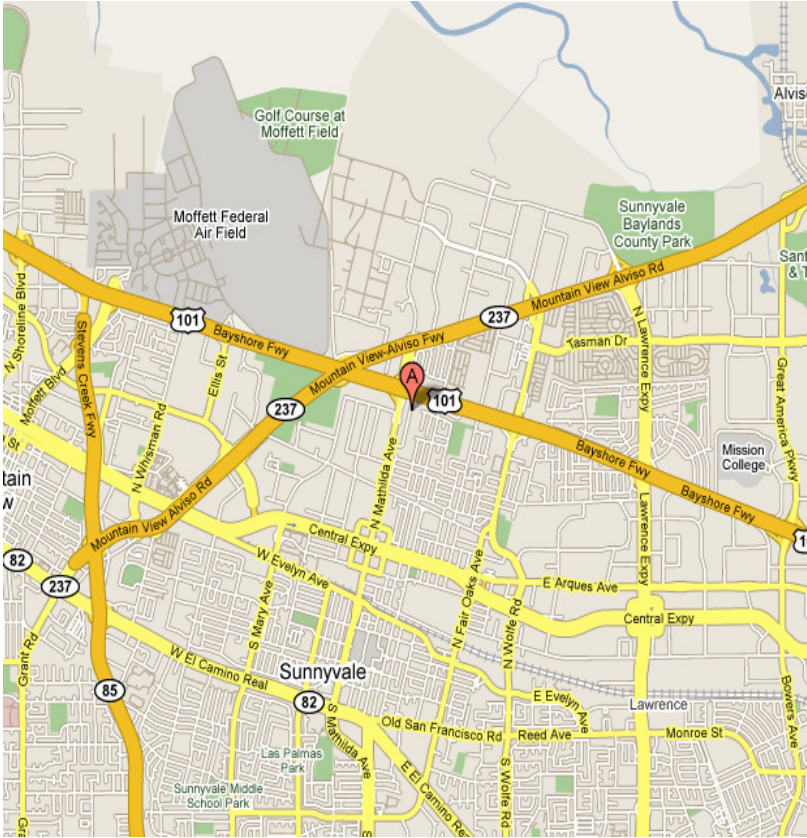 Alviso
Golf Course at
Moffett Field
Moffett Federal
Air Field
Sunnyvale
Baylands
County Park
Sant
& T
N Shoreline Blvd
101
Bayshore Fwy
Mountain View-Alviso Fwy
237
Mountain View Alviso Rd
Stevens Creek Fwy
Moffett Blvd
Ellis St
N Lawrence Expy
Tasman Dr
Great America Pkwy
A
101
237
N Whisman Rd
N Mathilda Ave
Bayshore Fwy
Mission
College
Bayshore Fwy
St
tain
w
Mountain View Alviso Rd
Lawrence Expy
1
82
237
Central Expy
W Evelyn Ave
E Arques Ave
S Mary Ave
N Fair Oaks Ave
N Wolfe Rd
Central Expy
Grant Rd
W El Camino Real
85
Sunnyvale
82
E Evelyn Ave
Lawrence
Bowers Ave
S Mathilda Ave
Old San Francisco Rd
Reed Ave
Monroe St
Las Palmas
Park
E El Camino Real
S Wolfe Rd
Sunnyvale Middle
School Park
Gra
S